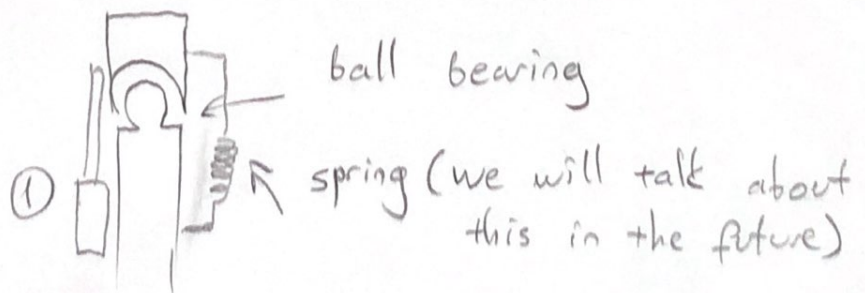 ball bearing
① spring (we will talk about
this in the future)